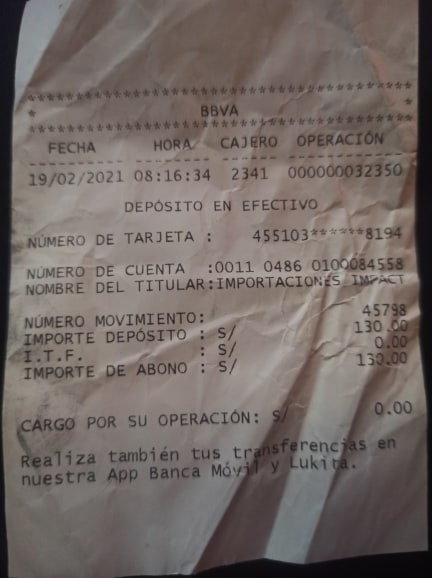 ****************************************
* BBVA *
****************************************
FECHA HORA CAJERO OPERACIÓN
19/02/2021 08:16:34 2341 000000032350
DEPÓSITO EN EFECTIVO
NÚMERO DE TARJETA : 455103******8194
NÚMERO DE CUENTA :0011 0486 0100084558
NOMBRE DEL TITULAR:IMPORTACIONES IMPACT
NÚMERO MOVIMIENTO: 45798
IMPORTE DEPÓSITO : S/ 130.00
I.T.F. : S/ 0.00
IMPORTE DE ABONO : S/ 130.00
CARGO POR SU OPERACIÓN: S/ 0.00
Realiza también tus transferencias en
nuestra App Banca Móvil y Lukita.